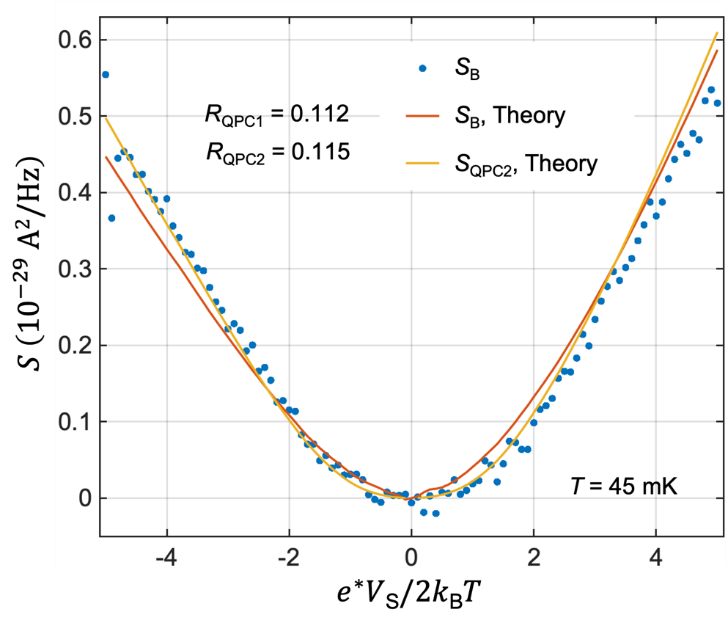 0.6
0.5
0.4
0.3
0.2
0.1
0
S (10⁻²⁹ A²/Hz)
S_B
R_QPC1 = 0.112
S_B, Theory
R_QPC2 = 0.115
S_QPC2, Theory
T = 45 mK
-4 -2 0 2 4
e*V_S/2k_BT